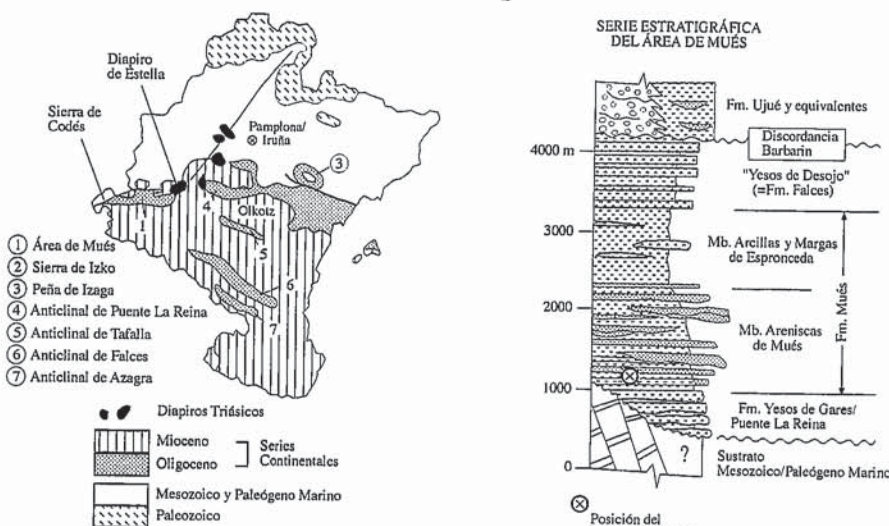 Diapiro
de Estella
Sierra de
Codés
Pamplona/
Iruña
③
Olkotz
1
4
5
6
7
① Área de Mués
② Sierra de Izko
③ Peña de Izaga
④ Anticlinal de Puente La Reina
⑤ Anticlinal de Tafalla
⑥ Anticlinal de Falces
⑦ Anticlinal de Azagra
Diapiros Triásicos
Mioceno
Oligoceno
Series
Continentales
Mesozoico y Paleógeno Marino
Paleozoico
SERIE ESTRATIGRÁFICA
DEL ÁREA DE MUÉS
4000 m
3000
2000
1000
0
?
Fm. Ujué y equivalentes
Discordancia
Barbarin
"Yesos de Desojo"
(=Fm. Falces)
Mb. Arcillas y Margas
de Espronceda
Mb. Areniscas
de Mués
Fm. Mués
Fm. Yesos de Gares/
Puente La Reina
Sustrato
Mesozoico/Paleógeno Marino
Posición del